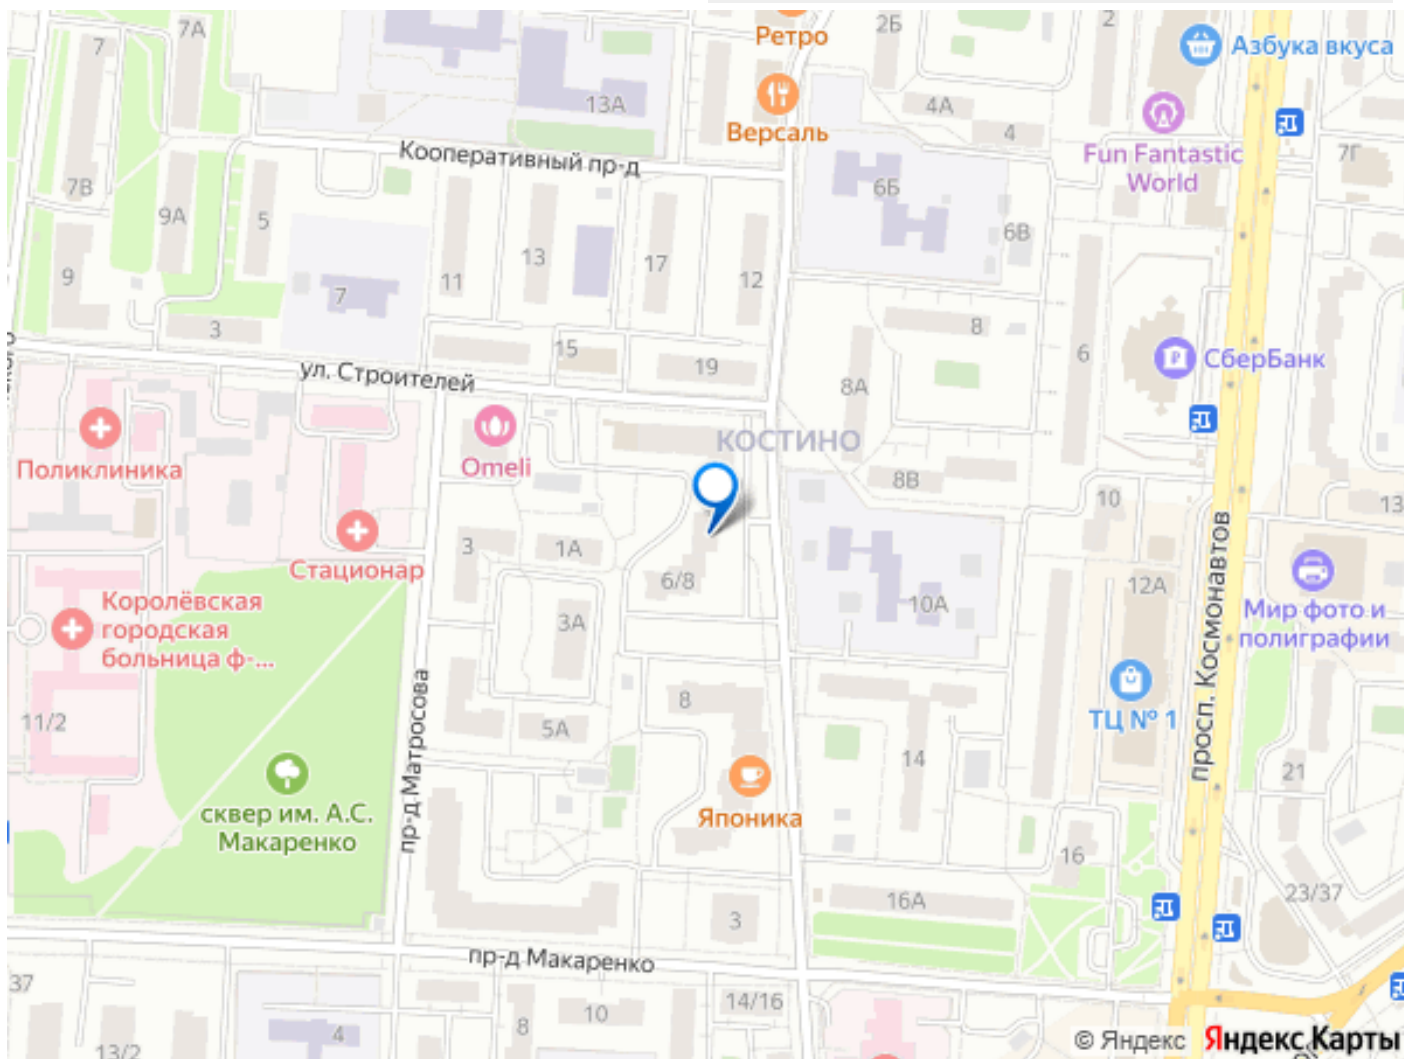 7А
2Б
2
Ретро
Азбука вкуса
7
13А
4А
4
Версаль
Fun Fantastic
World
7Г
Кооперативный пр-д
7В
9А
5
6Б
6В
9
7
11
13
17
12
3
15
19
8
6
8А
СберБанк
ул. Строителей
КОСТИНО
Поликлиника
Omeli
8В
10
13
просп. Космонавтов
Стационар
3
1А
6/8
10А
12А
Королёвская
городская
больница ф-...
3А
Мир фото и
полиграфии
11/2
пр-д Матросова
8
5А
ТЦ № 1
14
21
сквер им. А.С.
Макаренко
Японика
16
16А
23/37
3
пр-д Макаренко
37
14/16
10
8
4
13/2
© Яндекс Яндекс Карты